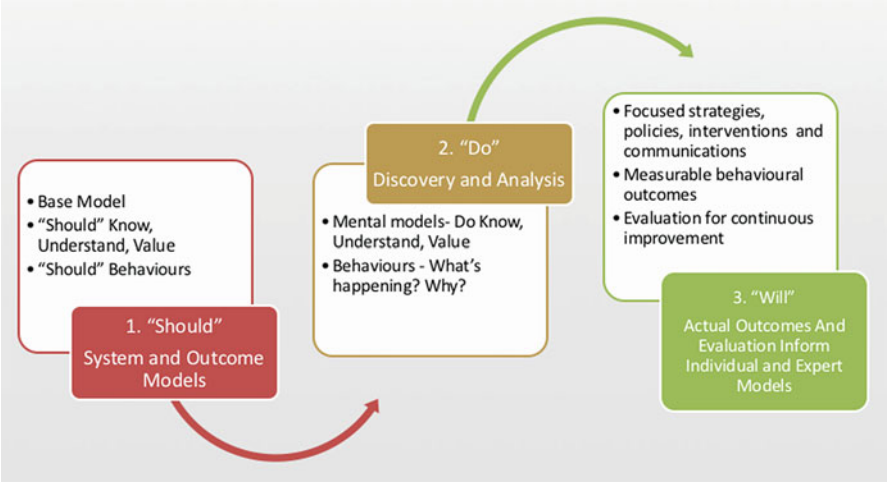 • Base Model
• “Should” Know,
Understand, Value
• “Should” Behaviours
1. “Should”
System and Outcome
Models
2. “Do”
Discovery and Analysis
• Mental models- Do Know,
Understand, Value
• Behaviours - What’s
happening? Why?
• Focused strategies,
policies, interventions and
communications
• Measurable behavioural
outcomes
• Evaluation for continuous
improvement
3. “Will”
Actual Outcomes And
Evaluation Inform
Individual and Expert
Models